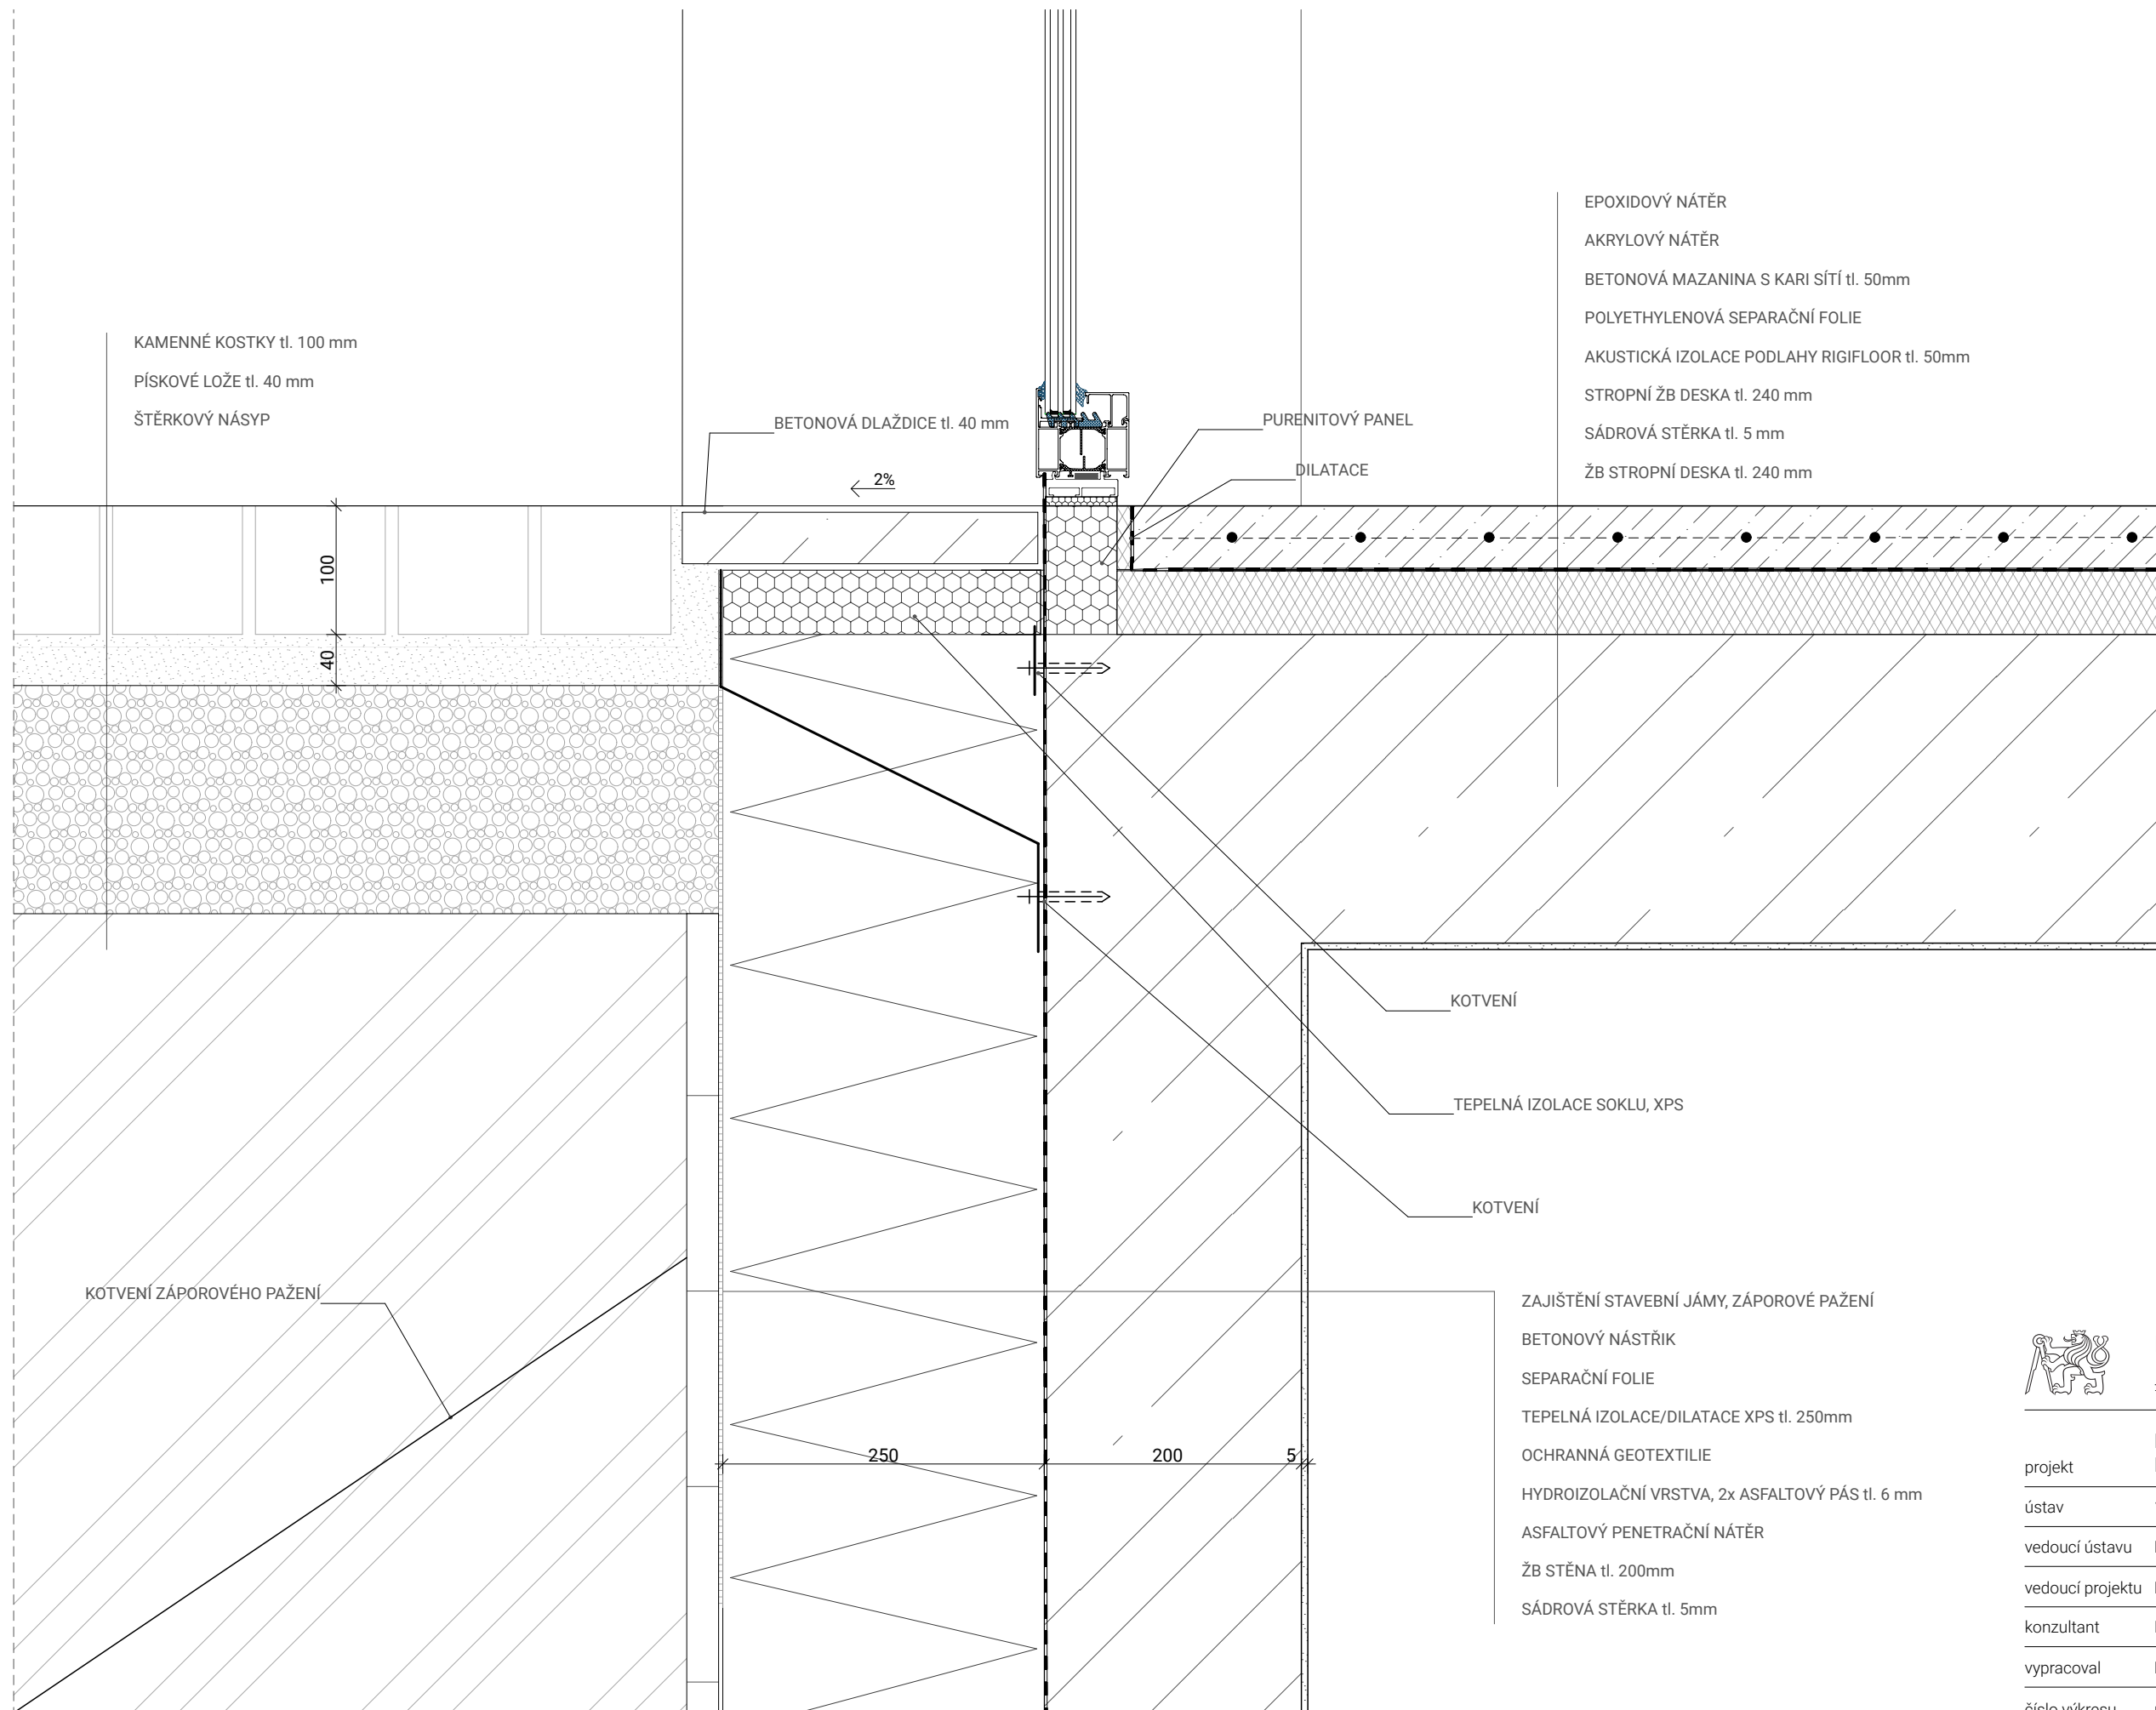 EPOXIDOVÝ NÁTĚR
AKRYLOVÝ NÁTĚR
BETONOVÁ MAZANINA S KARI SÍTÍ tl. 50mm
POLYETHYLENOVÁ SEPARAČNÍ FOLIE
AKUSTICKÁ IZOLACE PODLAHY RIGIFLOOR tl. 50mm
STROPNÍ ŽB DESKA tl. 240 mm
SÁDROVÁ STĚRKA tl. 5 mm
ŽB STROPNÍ DESKA tl. 240 mm
KAMENNÉ KOSTKY tl. 100 mm
PÍSKOVÉ LOŽE tl. 40 mm
ŠTĚRKOVÝ NÁSYP
BETONOVÁ DLAŽDICE tl. 40 mm
PURENITOVÝ PANEL
DILATACE
2%
100
40
KOTVENÍ
TEPELNÁ IZOLACE SOKLU, XPS
KOTVENÍ
KOTVENÍ ZÁPOROVÉHO PAŽENÍ
ZAJIŠTĚNÍ STAVEBNÍ JÁMY, ZÁPOROVÉ PAŽENÍ
BETONOVÝ NÁSTŘIK
SEPARAČNÍ FOLIE
TEPELNÁ IZOLACE/DILATACE XPS tl. 250mm
OCHRANNÁ GEOTEXTILIE
HYDROIZOLAČNÍ VRSTVA, 2x ASFALTOVÝ PÁS tl. 6 mm
ASFALTOVÝ PENETRAČNÍ NÁTĚR
ŽB STĚNA tl. 200mm
SÁDROVÁ STĚRKA tl. 5mm
250
200
5
projekt
ústav
vedoucí ústavu
vedoucí projektu
konzultant
vypracoval
číslo výkresu